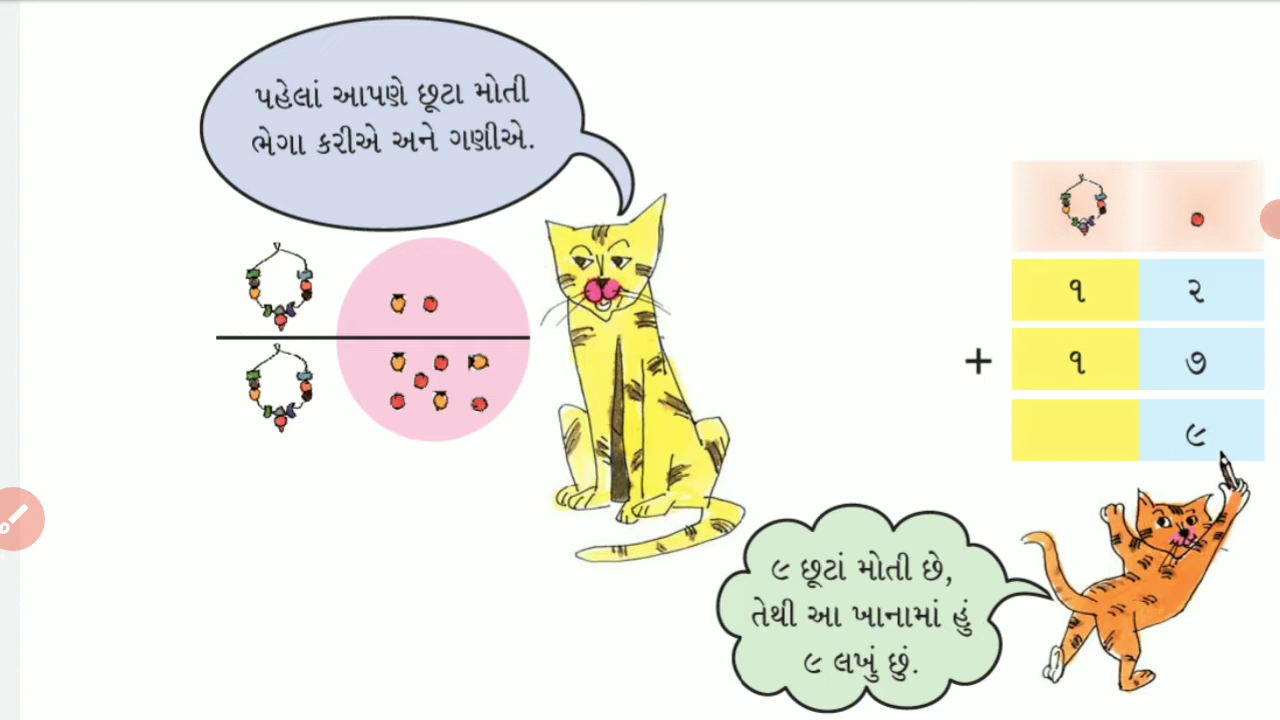 પહેલાં આપણે છૂટા મોતી
ભેગા કરીએ અને ગણીએ.
૧ ૨
+ ૧ ૭
૯
૯ છૂટાં મોતી છે,
તેથી આ ખાનામાં હું
૯ લખું છું.